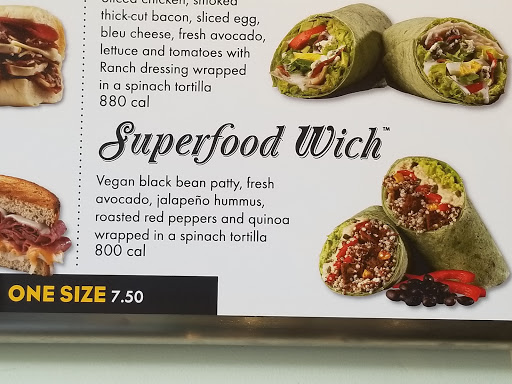 Sliced chicken, smoked
thick-cut bacon, sliced egg,
bleu cheese, fresh avocado,
lettuce and tomatoes with
Ranch dressing wrapped
in a spinach tortilla
880 cal
Superfood Wich™
Vegan black bean patty, fresh
avocado, jalapeño hummus,
roasted red peppers and quinoa
wrapped in a spinach tortilla
800 cal
ONE SIZE 7.50